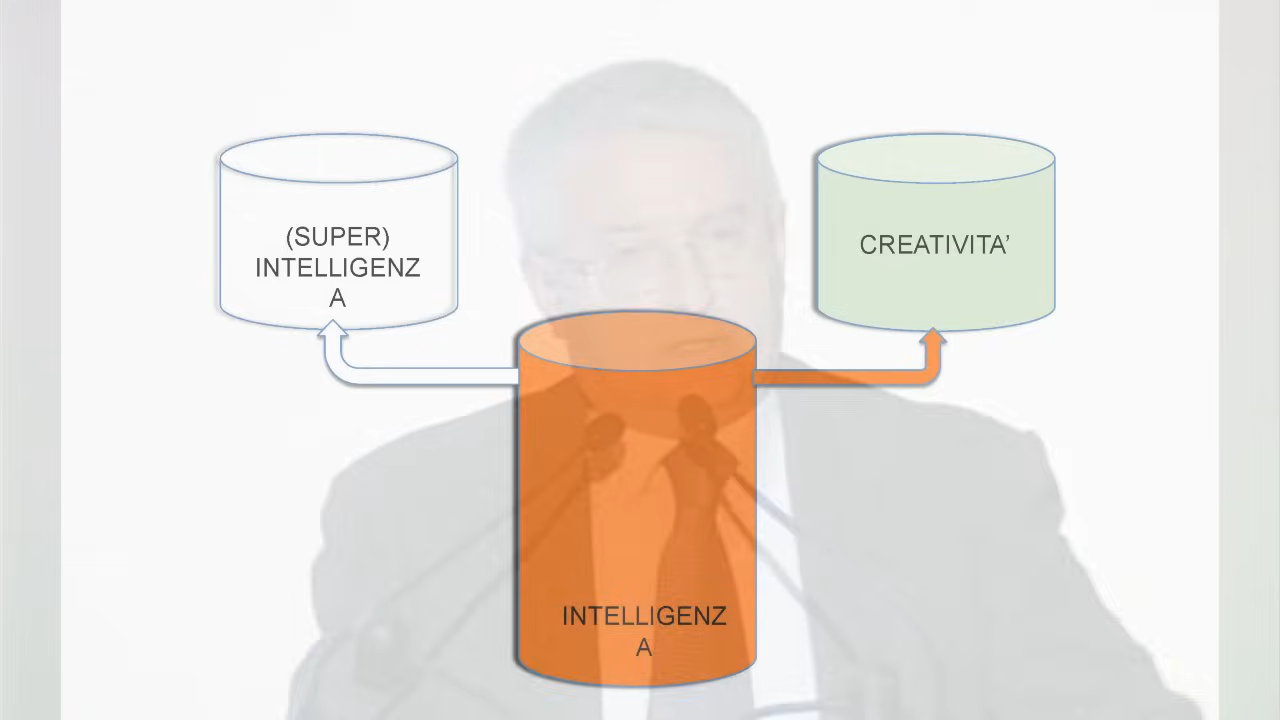 (SUPER)
INTELLIGENZ
A
CREATIVITA’
INTELLIGENZ
A